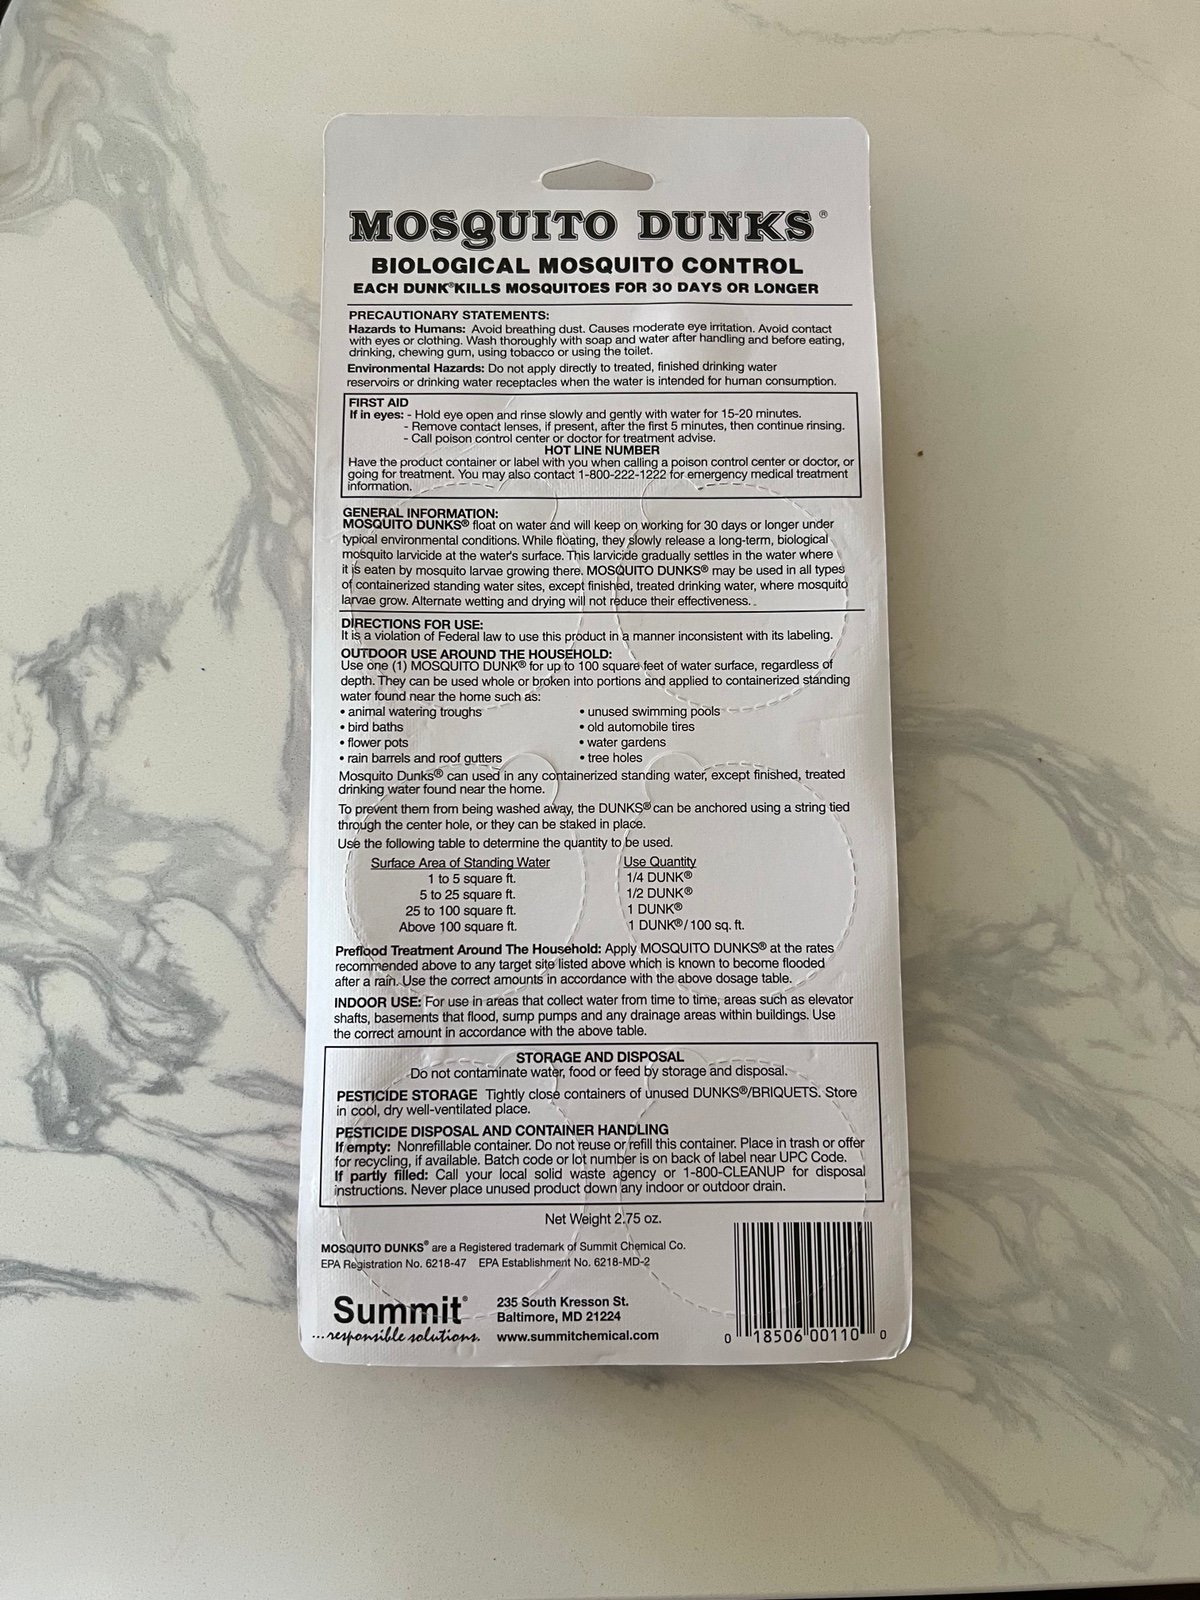 MOSQUITO DUNKS®
BIOLOGICAL MOSQUITO CONTROL
EACH DUNK® KILLS MOSQUITOES FOR 30 DAYS OR LONGER
PRECAUTIONARY STATEMENTS:
Hazards to Humans: Avoid breathing dust. Causes moderate eye irritation. Avoid contact
with eyes or clothing. Wash thoroughly with soap and water after handling and before eating,
drinking, chewing gum, using tobacco or using the toilet.
Environmental Hazards: Do not apply directly to treated, finished drinking water
reservoirs or drinking water receptacles when the water is intended for human consumption.
FIRST AID
If in eyes: - Hold eye open and rinse slowly and gently with water for 15-20 minutes.
- Remove contact lenses, if present, after the first 5 minutes, then continue rinsing.
- Call poison control center or doctor for treatment advise.
HOT LINE NUMBER
Have the product container or label with you when calling a poison control center or doctor, or
going for treatment. You may also contact 1-800-222-1222 for emergency medical treatment
information.
GENERAL INFORMATION:
MOSQUITO DUNKS® float on water and will keep on working for 30 days or longer under
typical environmental conditions. While floating, they slowly release a long-term, biological
mosquito larvicide at the water's surface. This larvicide gradually settles in the water where
it is eaten by mosquito larvae growing there. MOSQUITO DUNKS® may be used in all types
of containerized standing water sites, except finished, treated drinking water, where mosquito
larvae grow. Alternate wetting and drying will not reduce their effectiveness.
DIRECTIONS FOR USE:
It is a violation of Federal law to use this product in a manner inconsistent with its labeling.
OUTDOOR USE AROUND THE HOUSEHOLD:
Use one (1) MOSQUITO DUNK® for up to 100 square feet of water surface, regardless of
depth. They can be used whole or broken into portions and applied to containerized standing
water found near the home such as:
• animal watering troughs • unused swimming pools
• bird baths • old automobile tires
• flower pots • water gardens
• rain barrels and roof gutters • tree holes
Mosquito Dunks® can used in any containerized standing water, except finished, treated
drinking water found near the home.
To prevent them from being washed away, the DUNKS® can be anchored using a string tied
through the center hole, or they can be staked in place.
Use the following table to determine the quantity to be used.
Surface Area of Standing Water Use Quantity
1 to 5 square ft. 1/4 DUNK®
5 to 25 square ft. 1/2 DUNK®
25 to 100 square ft. 1 DUNK®
Above 100 square ft. 1 DUNK®/100 sq. ft.
Preflood Treatment Around The Household: Apply MOSQUITO DUNKS® at the rates
recommended above to any target site listed above which is known to become flooded
after a rain. Use the correct amounts in accordance with the above dosage table.
INDOOR USE: For use in areas that collect water from time to time, areas such as elevator
shafts, basements that flood, sump pumps and any drainage areas within buildings. Use
the correct amount in accordance with the above table.
STORAGE AND DISPOSAL
Do not contaminate water, food or feed by storage and disposal.
PESTICIDE STORAGE Tightly close containers of unused DUNKS®/BRIQUETS. Store
in cool, dry well-ventilated place.
PESTICIDE DISPOSAL AND CONTAINER HANDLING
If empty: Nonrefillable container. Do not reuse or refill this container. Place in trash or offer
for recycling, if available. Batch code or lot number is on back of label near UPC Code.
If partly filled: Call your local solid waste agency or 1-800-CLEANUP for disposal
instructions. Never place unused product down any indoor or outdoor drain.
Net Weight 2.75 oz.
MOSQUITO DUNKS® are a Registered trademark of Summit Chemical Co.
EPA Registration No. 6218-47 EPA Establishment No. 6218-MD-2
Summit®
...responsible solutions.
235 South Kresson St.
Baltimore, MD 21224
www.summitchemical.com
0 18506 00110 0